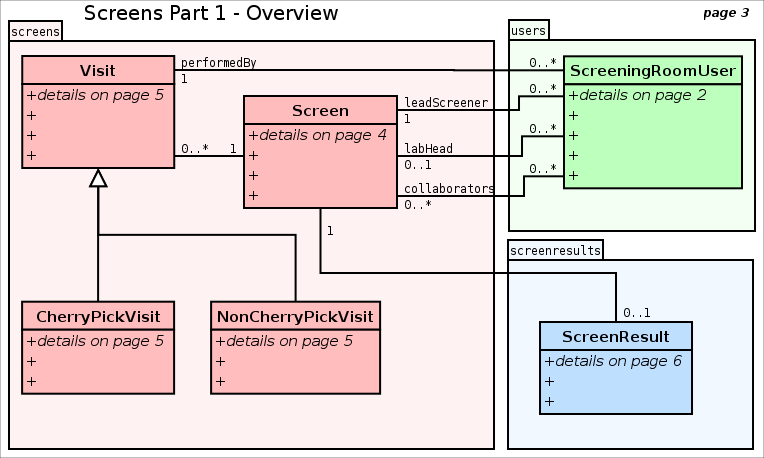 Screens Part 1 - Overview
page 3
screens
users
Visit
+details on page 5
+
+
+
performedBy
1
0..*
ScreeningRoomUser
+details on page 2
+
+
+
+
0..*
0..*
0..*
Screen
+details on page 4
+
+
+
0..*
1
leadScreener
1
labHead
0..1
collaborators
0..*
1
screenresults
0..1
CherryPickVisit
+details on page 5
+
+
NonCherryPickVisit
+details on page 5
+
+
ScreenResult
+details on page 6
+
+